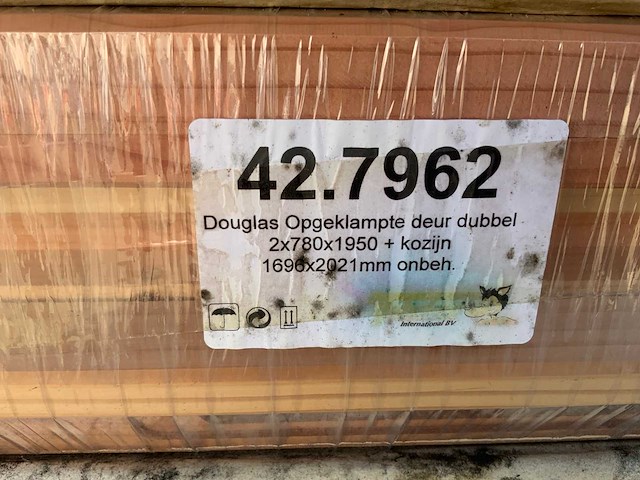 42.7962
Douglas Opgeklampte deur dubbel
2x780x1950 + kozijn
1696x2021mm onbeh.
International BV